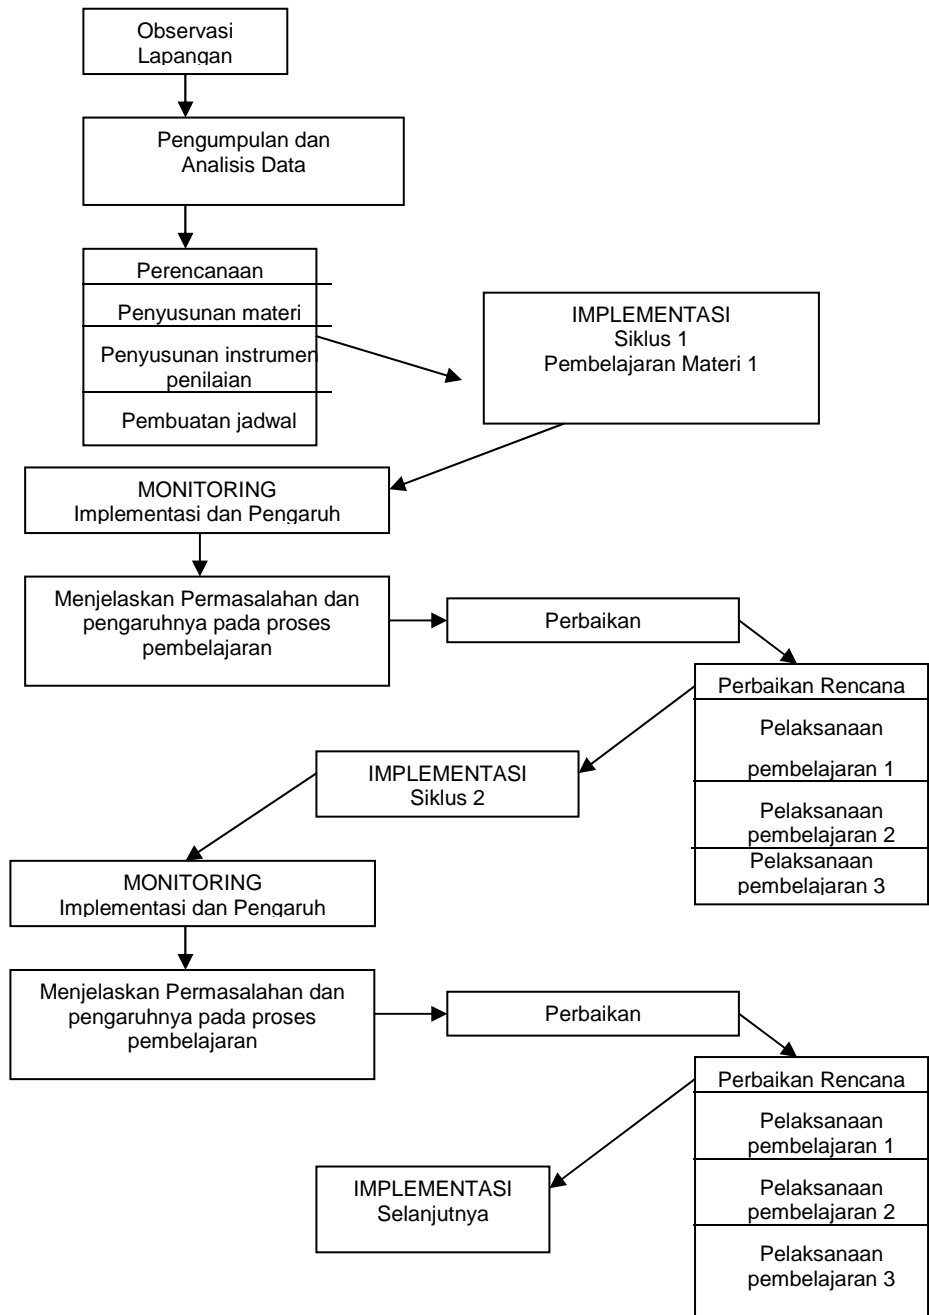 Observasi
Lapangan
Pengumpulan dan
Analisis Data
Perencanaan
Penyusunan materi
Penyusunan instrumen
penilaian
Pembuatan jadwal
IMPLEMENTASI
Siklus 1
Pembelajaran Materi 1
MONITORING
Implementasi dan Pengaruh
Menjelaskan Permasalahan dan
pengaruhnya pada proses
pembelajaran
Perbaikan
Perbaikan Rencana
Pelaksanaan
pembelajaran 1
Pelaksanaan
pembelajaran 2
Pelaksanaan
pembelajaran 3
IMPLEMENTASI
Siklus 2
MONITORING
Implementasi dan Pengaruh
Menjelaskan Permasalahan dan
pengaruhnya pada proses
pembelajaran
Perbaikan
Perbaikan Rencana
Pelaksanaan
pembelajaran 1
Pelaksanaan
pembelajaran 2
Pelaksanaan
pembelajaran 3
IMPLEMENTASI
Selanjutnya